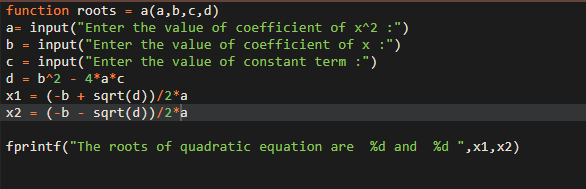 function roots = a(a,b,c,d)
a= input("Enter the value of coefficient of x^2 :")
b = input("Enter the value of coefficient of x :")
c = input("Enter the value of constant term :")
d = b^2 - 4*a*c
x1 = (-b + sqrt(d))/2*a
x2 = (-b - sqrt(d))/2*a
fprintf("The roots of quadratic equation are  %d and  %d ",x1,x2)